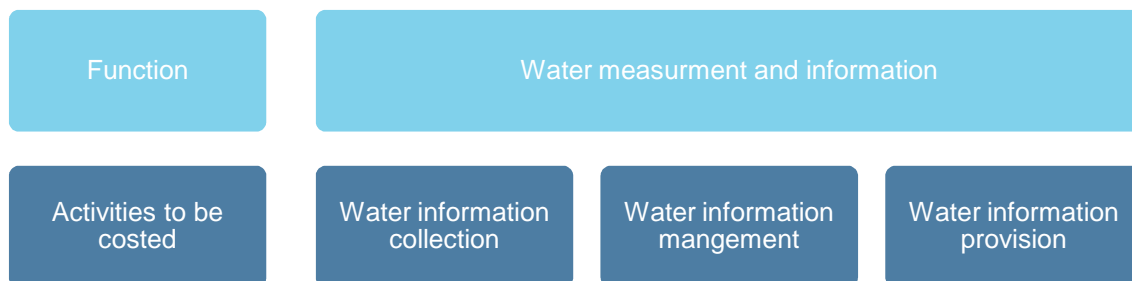 Function
Water measurment and information
Activities to be
costed
Water information
collection
Water information
mangement
Water information
provision